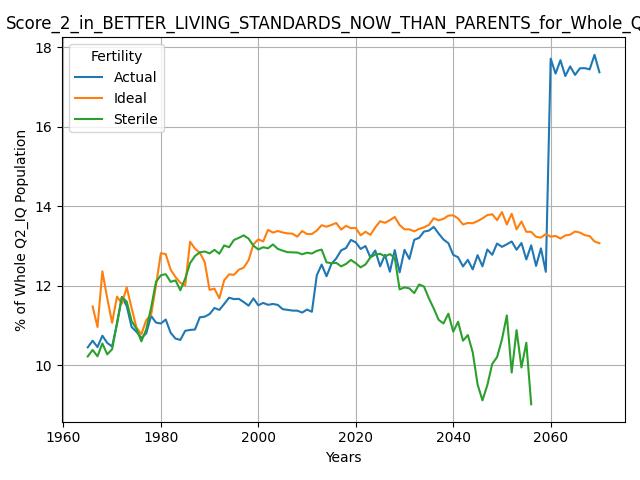 Score_2_in_BETTER_LIVING_STANDARDS_NOW_THAN_PARENTS_for_Whole_Q
Fertility
Actual
Ideal
Sterile
% of Whole Q2_IQ Population
18
16
14
12
10
1960
1980
2000
2020
2040
2060
Years